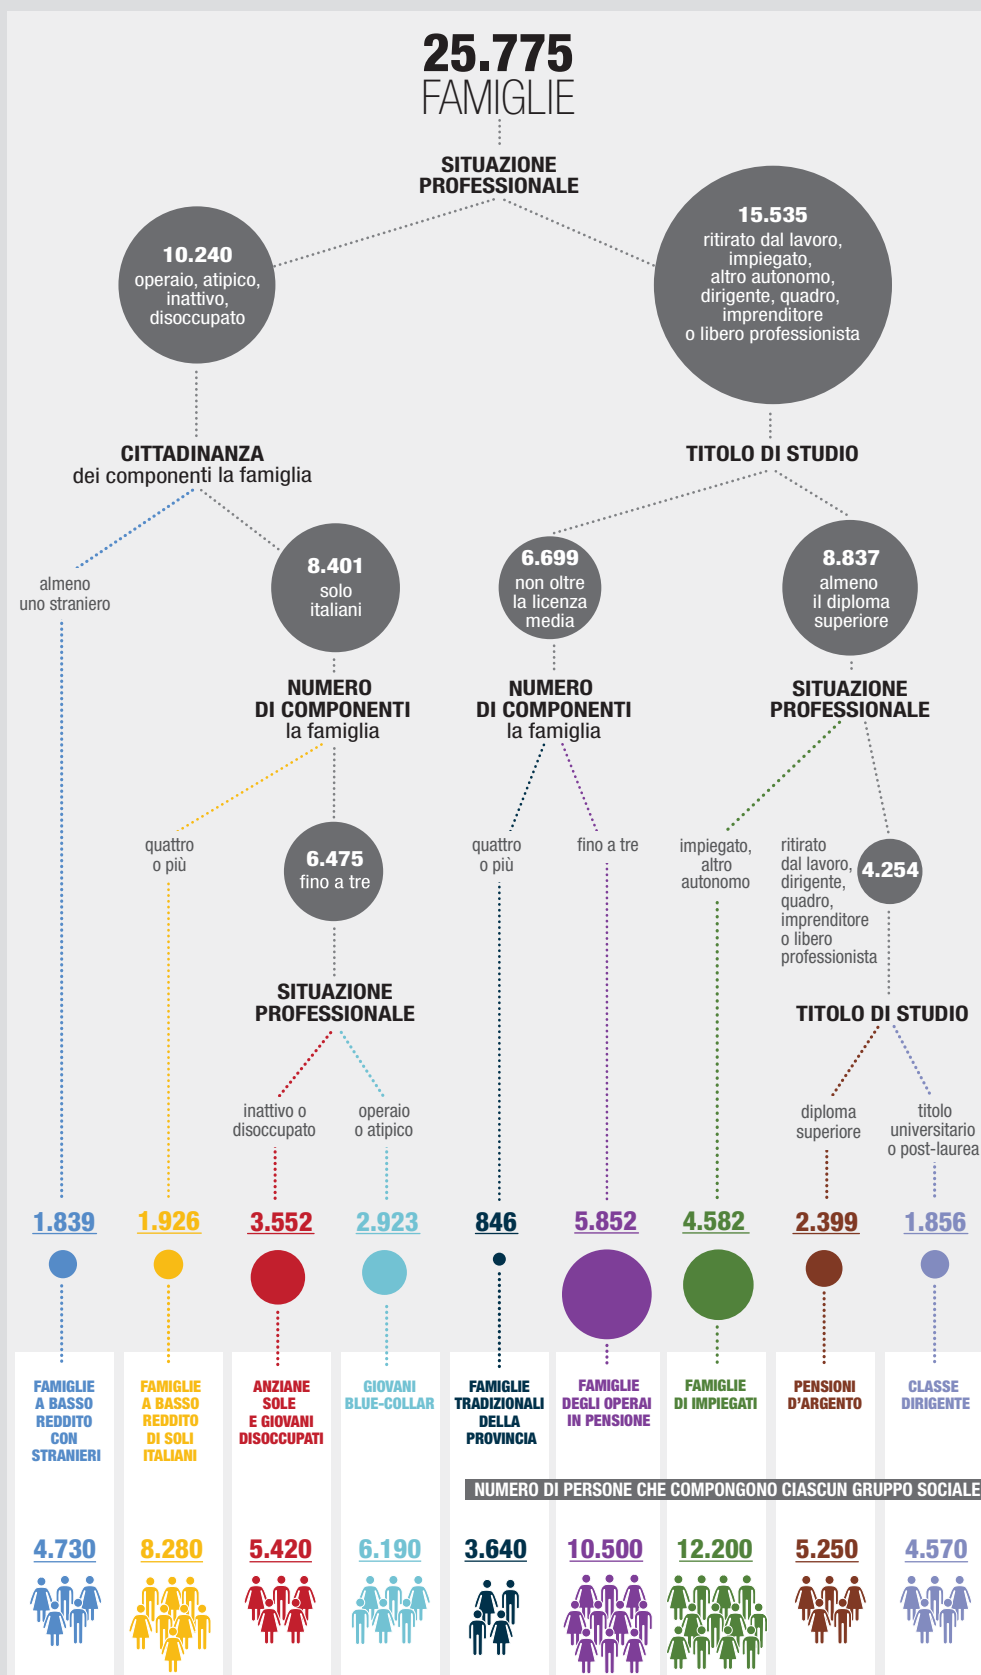 25.775
FAMIGLIE
SITUAZIONE
PROFESSIONALE
10.240
operaio, atipico,
inattivo,
disoccupato
15.535
ritirato dal lavoro,
impiegato,
altro autonomo,
dirigente, quadro,
imprenditore
o libero professionista
CITTADINANZA
dei componenti la famiglia
TITOLO DI STUDIO
almeno
uno straniero
8.401
solo
italiani
6.699
non oltre
la licenza
media
8.837
almeno
il diploma
superiore
NUMERO
DI COMPONENTI
la famiglia
NUMERO
DI COMPONENTI
la famiglia
SITUAZIONE
PROFESSIONALE
quattro
o più
6.475
fino a tre
quattro
o più
fino a tre
impiegato,
altro
autonomo
ritirato
dal lavoro,
dirigente,
quadro,
imprenditore
o libero
professionista
4.254
SITUAZIONE
PROFESSIONALE
TITOLO DI STUDIO
inattivo o
disoccupato
operaio
o atipico
diploma
superiore
titolo
universitario
o post-laurea
1.839
1.926
3.552
2.923
846
5.852
4.582
2.399
1.856
FAMIGLIE
A BASSO
REDDITO
CON
STRANIERI
FAMIGLIE
A BASSO
REDDITO
DI SOLI
ITALIANI
ANZIANE
SOLE
E GIOVANI
DISOCCUPATI
GIOVANI
BLUE-COLLAR
FAMIGLIE
TRADIZIONALI
DELLA
PROVINCIA
FAMIGLIE
DEGLI OPERAI
IN PENSIONE
FAMIGLIE
DI IMPIEGATI
PENSIONI
D'ARGENTO
CLASSE
DIRIGENTE
NUMERO DI PERSONE CHE COMPONGONO CIASCUN GRUPPO SOCIALE
4.730
8.280
5.420
6.190
3.640
10.500
12.200
5.250
4.570